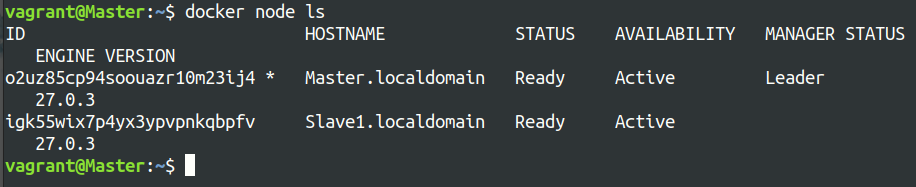 vagrant@Master:~$ docker node ls
ID HOSTNAME STATUS AVAILABILITY MANAGER STATUS
ENGINE VERSION
o2uz85cp94soouazr10m23ij4 * Master.localdomain Ready Active Leader
27.0.3
igk55wix7p4yx3ypvpnkqbpfv Slave1.localdomain Ready Active
27.0.3
vagrant@Master:~$